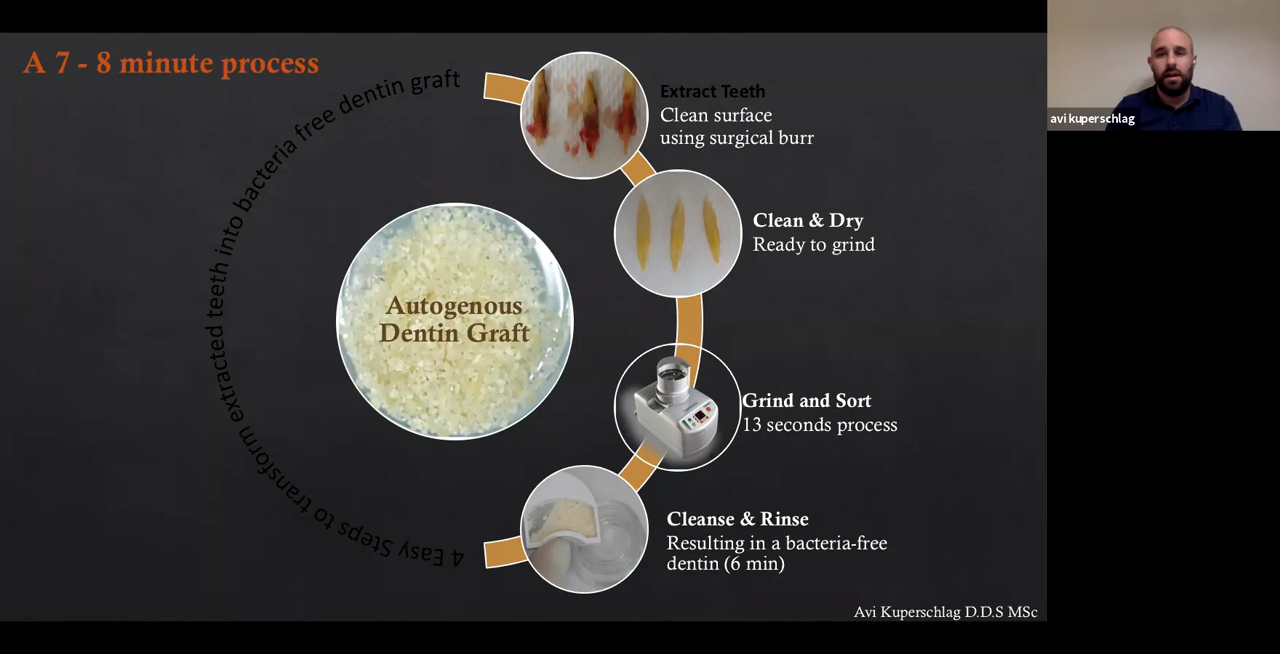 A 7 - 8 minute process
4 Easy Steps to transform extracted teeth into bacteria free dentin graft
Autogenous
Dentin Graft
Extract Teeth
Clean surface
using surgical burr
Clean & Dry
Ready to grind
Grind and Sort
13 seconds process
Cleanse & Rinse
Resulting in a bacteria-free
dentin (6 min)
Avi Kuperschlag D.D.S MSc
avi kuperschlag